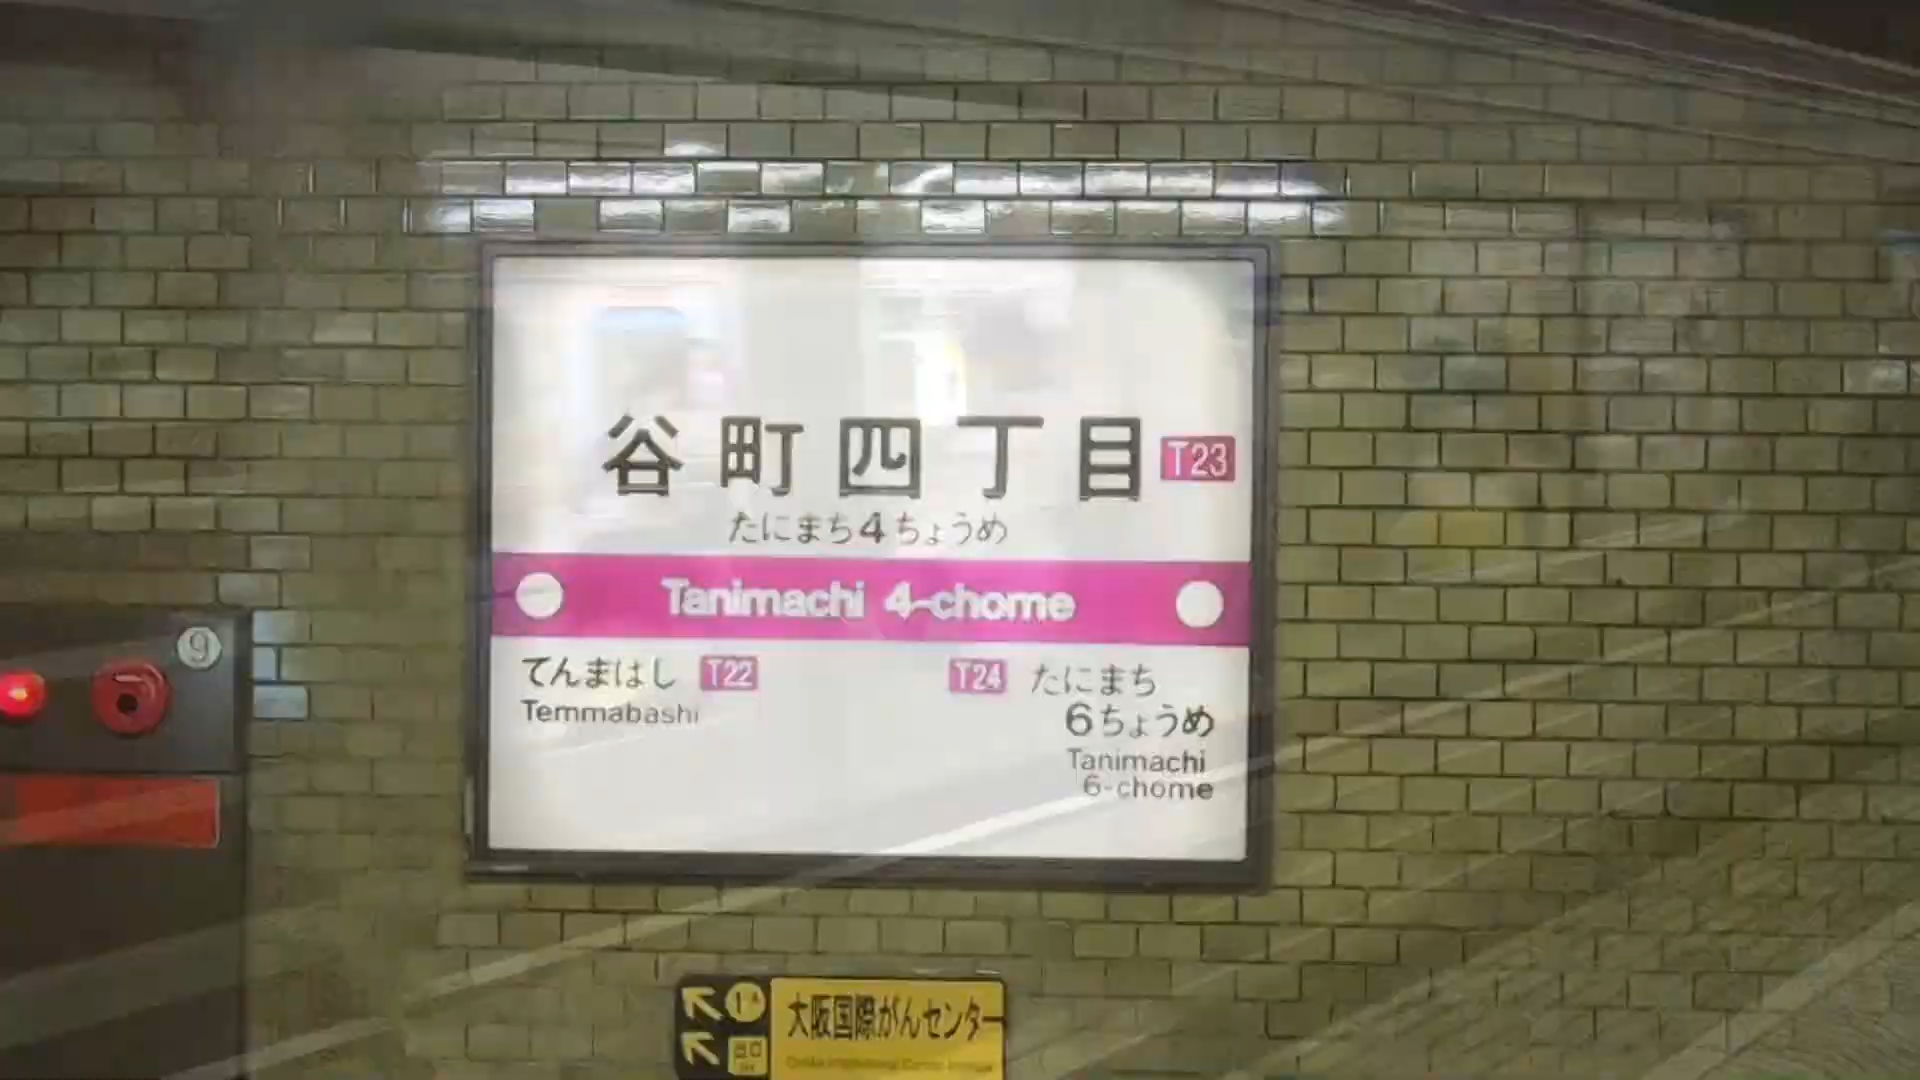 谷町四丁目 T23
たにまち4ちょうめ
Tanimachi 4-chome
てんまはし T22
Temmabashi
T24 たにまち
6ちょうめ
Tanimachi
6-chome
9
大阪国際がんセンター
出口